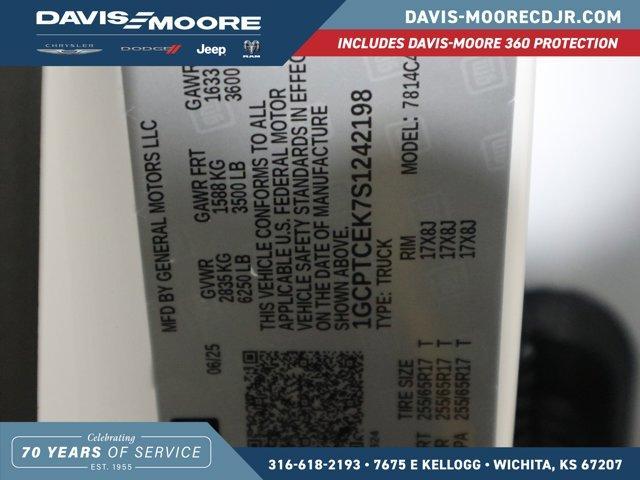 DAVIS-MOORE
CHRYSLER DODGE Jeep RAM
DAVIS-MOORECDJR.COM
INCLUDES DAVIS-MOORE 360 PROTECTION
MFD BY GENERAL MOTORS LLC
06/25
GVWR GAWR FRT GAWR
2835 KG 1588 KG 1633
6250 LB 3500 LB 3600
THIS VEHICLE CONFORMS TO ALL
APPLICABLE U.S. FEDERAL MOTOR
VEHICLE SAFETY STANDARDS IN EFFEC
ON THE DATE OF MANUFACTURE
SHOWN ABOVE.
1GCPTCEK7S1242198
TYPE: TRUCK MODEL: 7814C4
TIRE SIZE RIM
FRT 255/65R17 T 17X8J
255/65R17 T 17X8J
255/65R17 T 17X8J
Celebrating
70 YEARS OF SERVICE
EST. 1955
316-618-2193 • 7675 E KELLOGG • WICHITA, KS 67207